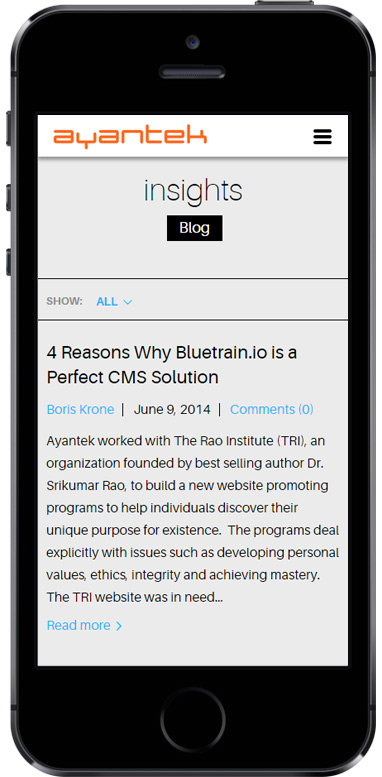 ayantek
insights
Blog
SHOW: ALL
4 Reasons Why Bluetrain.io is a
Perfect CMS Solution
Boris Krone | June 9, 2014 | Comments (0)
Ayantek worked with The Rao Institute (TRI), an
organization founded by best selling author Dr.
Srikumar Rao, to build a new website promoting
programs to help individuals discover their
unique purpose for existence.  The programs deal
explicitly with issues such as developing personal
values, ethics, integrity and achieving mastery.
The TRI website was in need...
Read more >